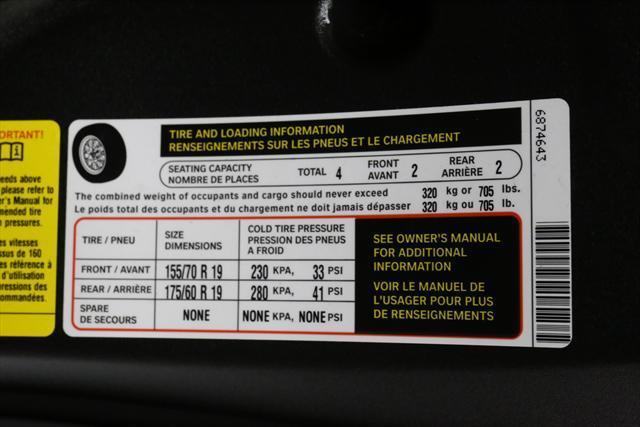 ORTANT!
eeds above
please refer to
er's Manual for
mended tire
n pressures.
es vitesses
ssus de 160
es référence à
d'utilisation
pressions des
ommandées.
TIRE AND LOADING INFORMATION
RENSEIGNEMENTS SUR LES PNEUS ET LE CHARGEMENT
SEATING CAPACITY
NOMBRE DE PLACES
TOTAL 4
FRONT
AVANT 2
REAR
ARRIÈRE 2
The combined weight of occupants and cargo should never exceed 320 kg or 705 lbs.
Le poids total des occupants et du chargement ne doit jamais dépasser 320 kg ou 705 lb.
TIRE / PNEU
SIZE
DIMENSIONS
COLD TIRE PRESSURE
PRESSION DES PNEUS
A FROID
FRONT / AVANT 155/70 R 19 230 KPA, 33 PSI
REAR / ARRIÈRE 175/60 R 19 280 KPA, 41 PSI
SPARE
DE SECOURS
NONE NONE KPA, NONE PSI
SEE OWNER'S MANUAL
FOR ADDITIONAL
INFORMATION
VOIR LE MANUEL DE
L'USAGER POUR PLUS
DE RENSEIGNEMENTS
6874643